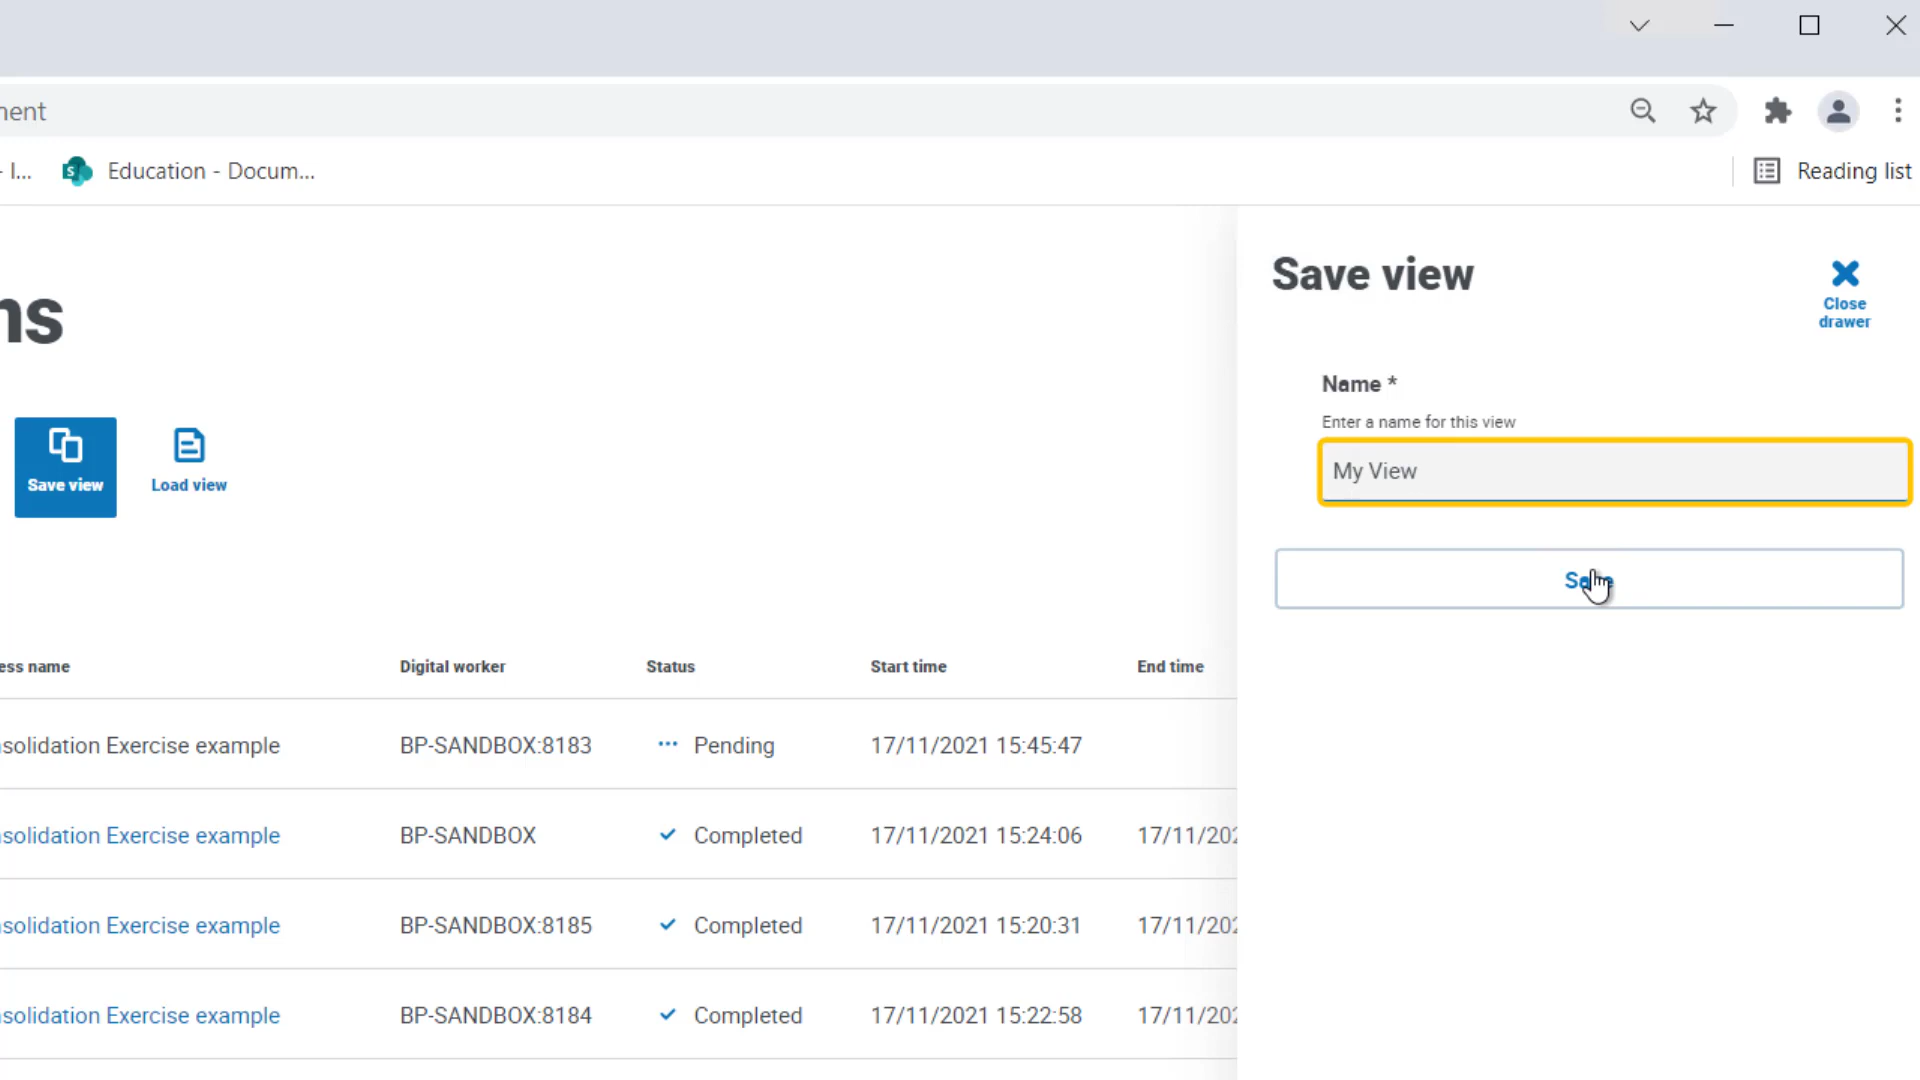 ment
- I...
Education - Docum...
Reading list
ns
Save view
Load view
Save view
Close
drawer
Name *
Enter a name for this view
My View
Save
ess name Digital worker Status Start time End time
solidation Exercise example BP-SANDBOX:8183 Pending 17/11/2021 15:45:47
solidation Exercise example BP-SANDBOX Completed 17/11/2021 15:24:06 17/11/202
solidation Exercise example BP-SANDBOX:8185 Completed 17/11/2021 15:20:31 17/11/202
solidation Exercise example BP-SANDBOX:8184 Completed 17/11/2021 15:22:58 17/11/202